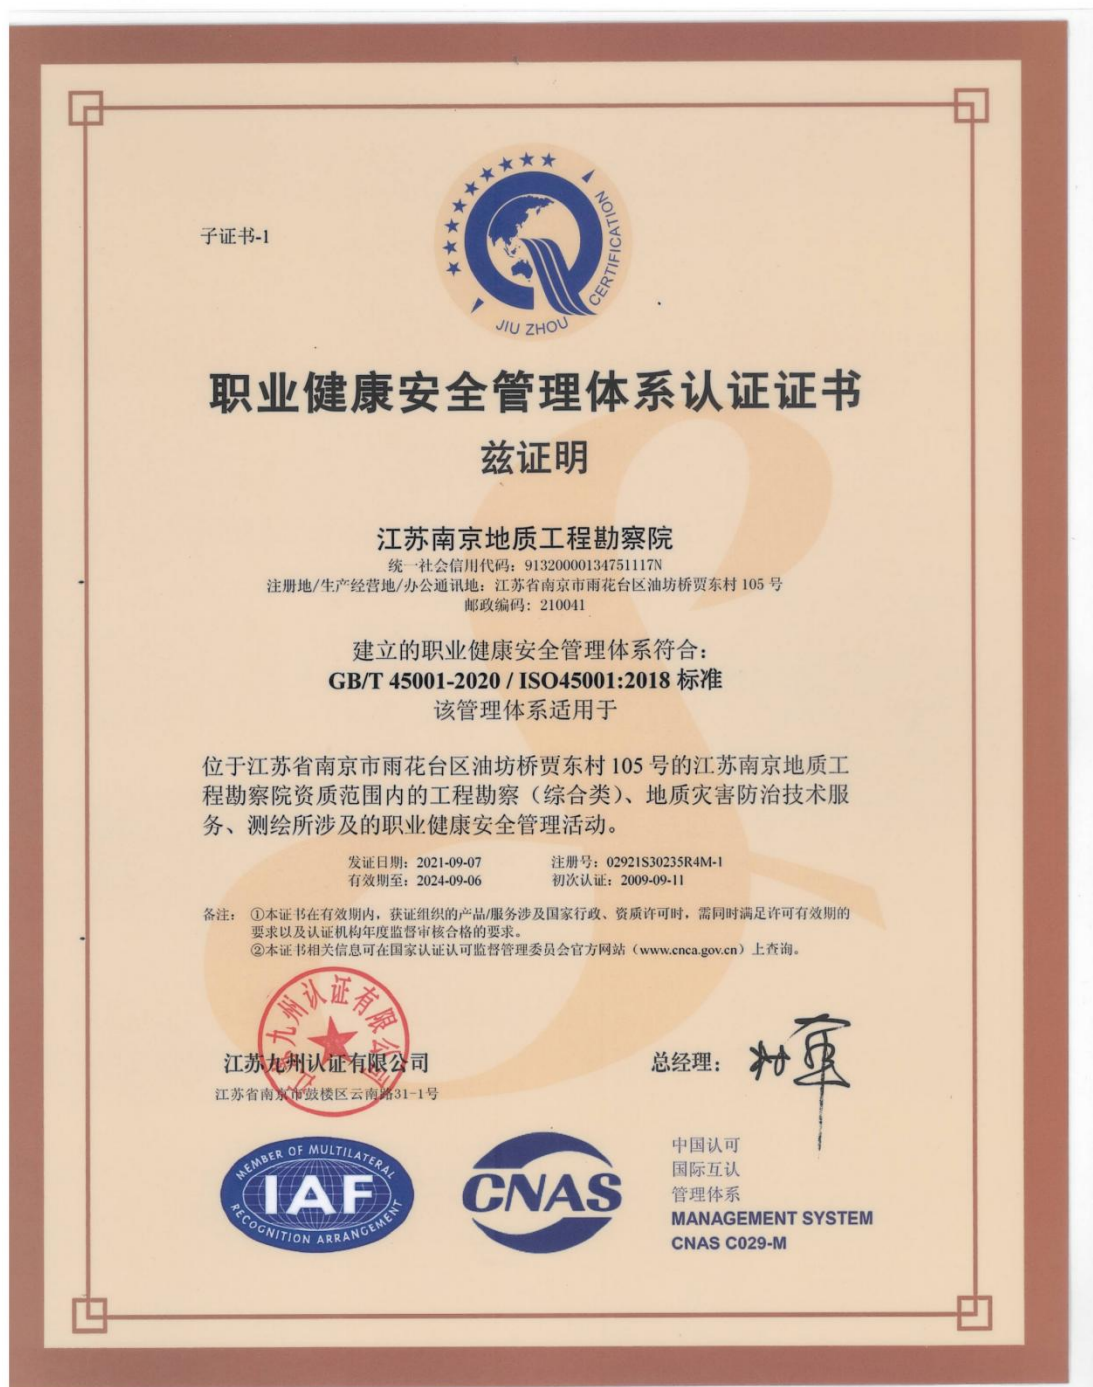 子证书-1
JIU ZHOU CERTIFICATION
职业健康安全管理体系认证证书
兹证明
江苏南京地质工程勘察院
统一社会信用代码：91320000134751117N
注册地/生产经营地/办公通讯地：江苏省南京市雨花台区油坊桥贾东村 105 号
邮政编码：210041
建立的职业健康安全管理体系符合：
GB/T 45001-2020 / ISO45001:2018 标准
该管理体系适用于
位于江苏省南京市雨花台区油坊桥贾东村 105 号的江苏南京地质工
程勘察院资质范围内的工程勘察（综合类）、地质灾害防治技术服
务、测绘所涉及的职业健康安全管理活动。
发证日期：2021-09-07 注册号：02921S30235R4M-1
有效期至：2024-09-06 初次认证：2009-09-11
备注： ①本证书在有效期内，获证组织的产品/服务涉及国家行政、资质许可时，需同时满足许可有效期的
要求以及认证机构年度监督审核合格的要求。
②本证书相关信息可在国家认证认可监督管理委员会官方网站（www.cnca.gov.cn）上查询。
江苏九州认证有限公司
江苏九州认证有限公司 总经理：
江苏省南京市鼓楼区云南路31-1号
MEMBER OF MULTILATERAL
IAF
RECOGNITION ARRANGEMENT
CNAS
中国认可
国际互认
管理体系
MANAGEMENT SYSTEM
CNAS C029-M